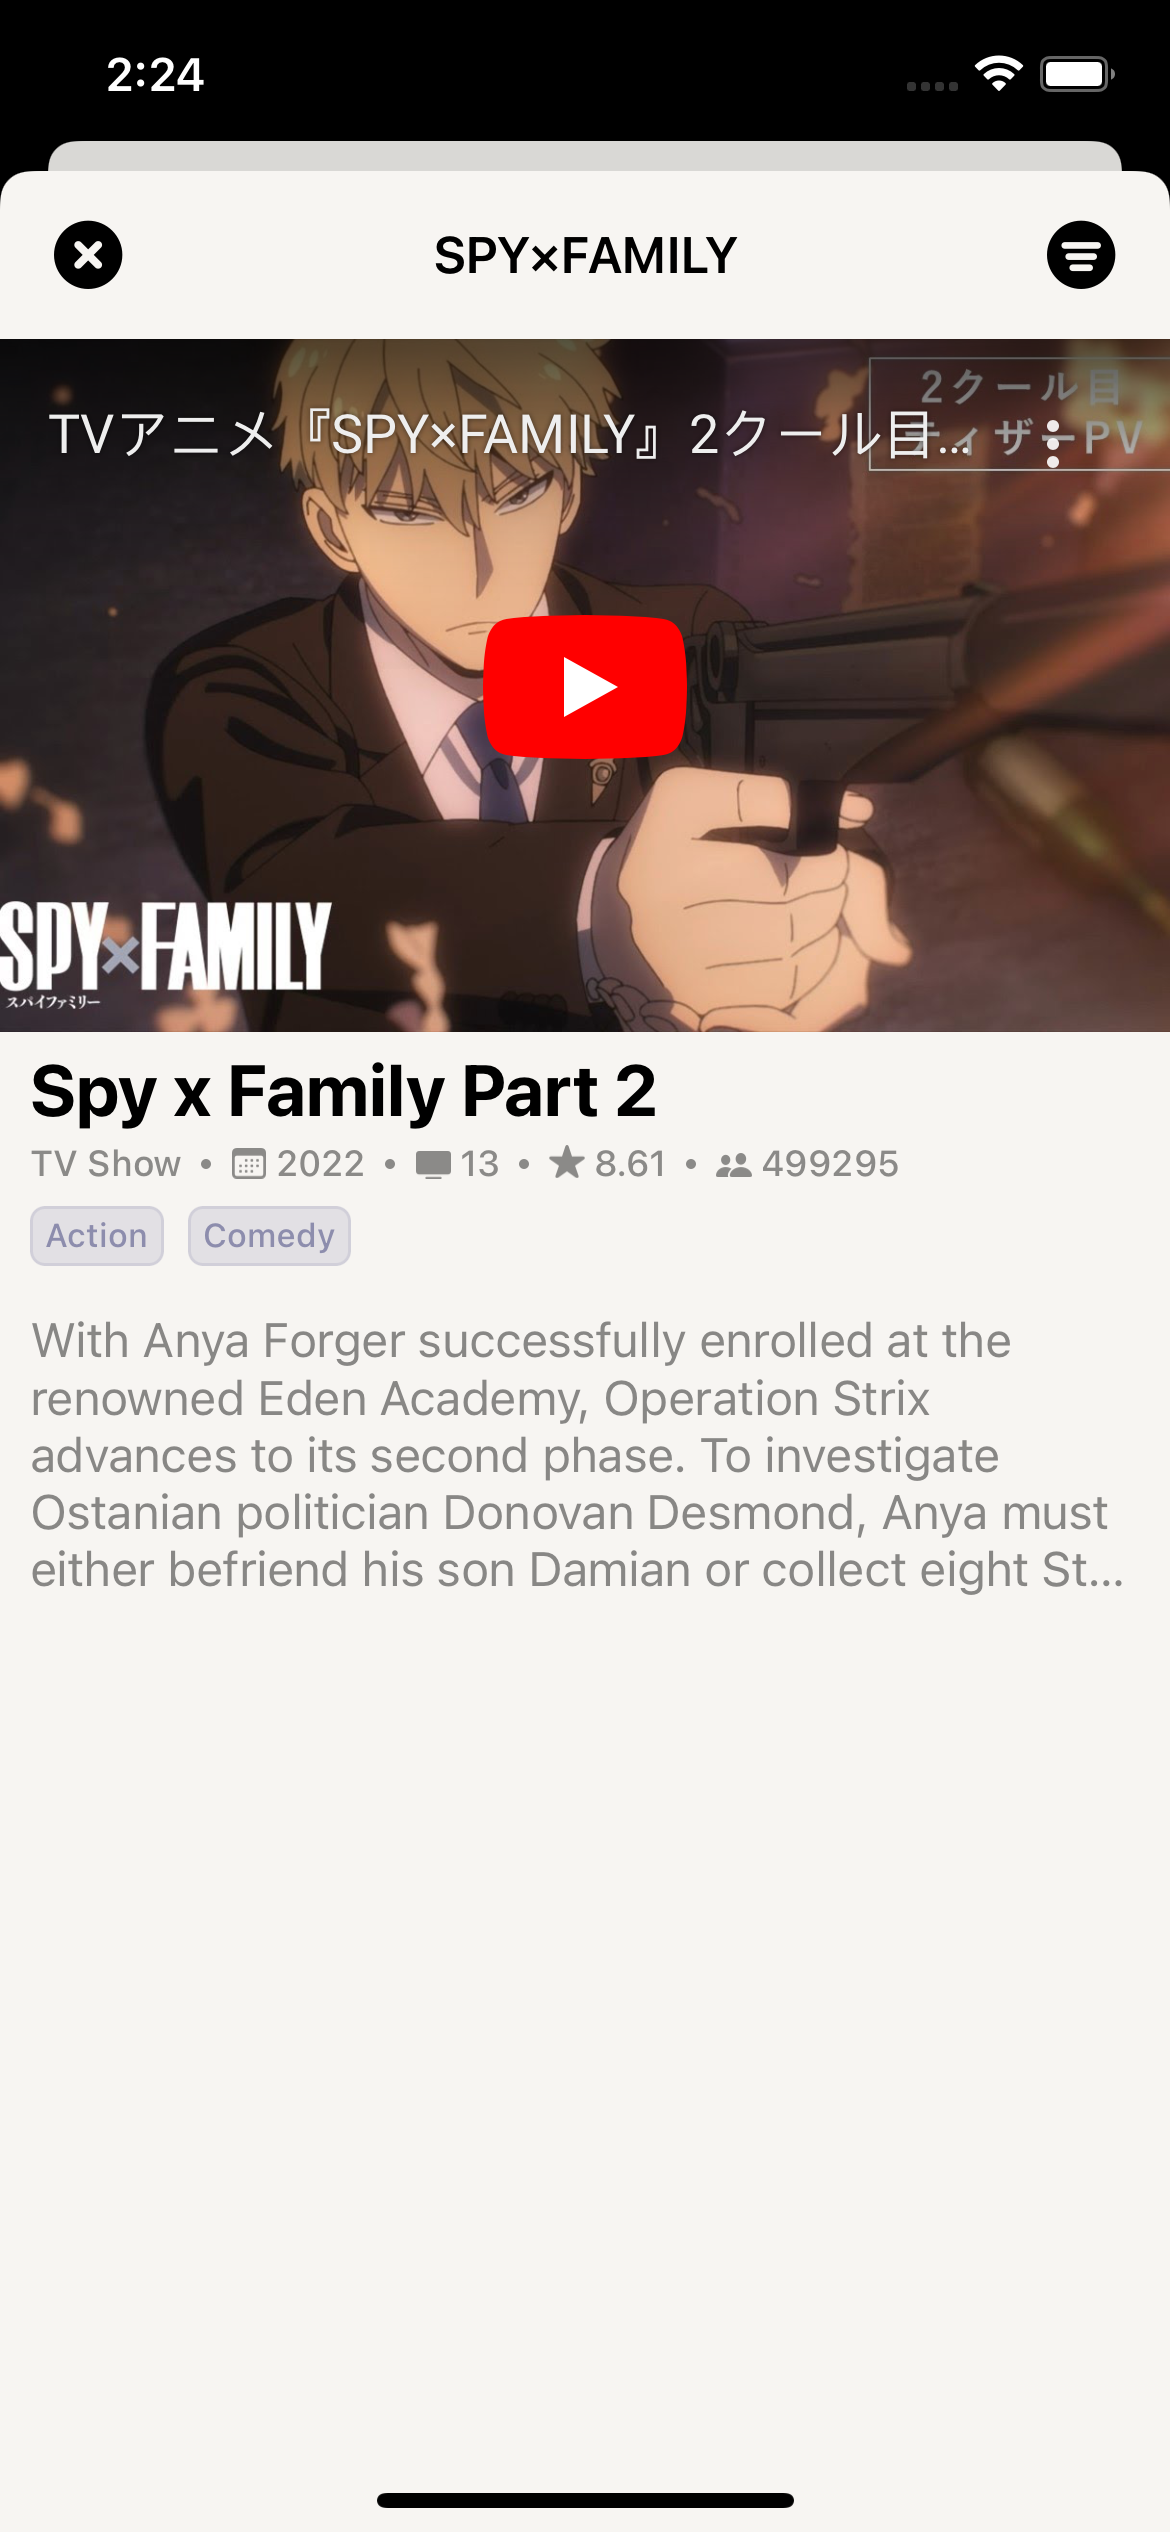 2:24
SPY×FAMILY
2クール目
ティザーPV
TVアニメ『SPY×FAMILY』2クール目...
SPY×FAMILY
スパイファミリー
Spy x Family Part 2
TV Show • 2022 • 13 • 8.61 • 499295
Action Comedy
With Anya Forger successfully enrolled at the
renowned Eden Academy, Operation Strix
advances to its second phase. To investigate
Ostanian politician Donovan Desmond, Anya must
either befriend his son Damian or collect eight St...